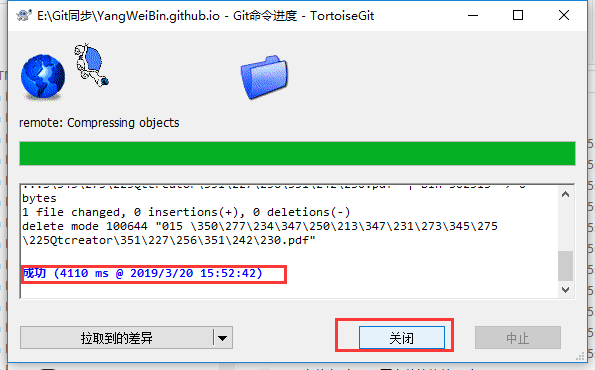 E:\Git同步\YangWeiBin.github.io - Git命令进度 - TortoiseGit
remote: Compressing objects
bytes
1 file changed, 0 insertions(+), 0 deletions(-)
delete mode 100644 "015 \350\277\234\347\250\213\347\231\273\345\275
\225Qtcreator\351\227\256\351\242\230.pdf"
成功 (4110 ms @ 2019/3/20 15:52:42)
拉取到的差异
关闭
中止